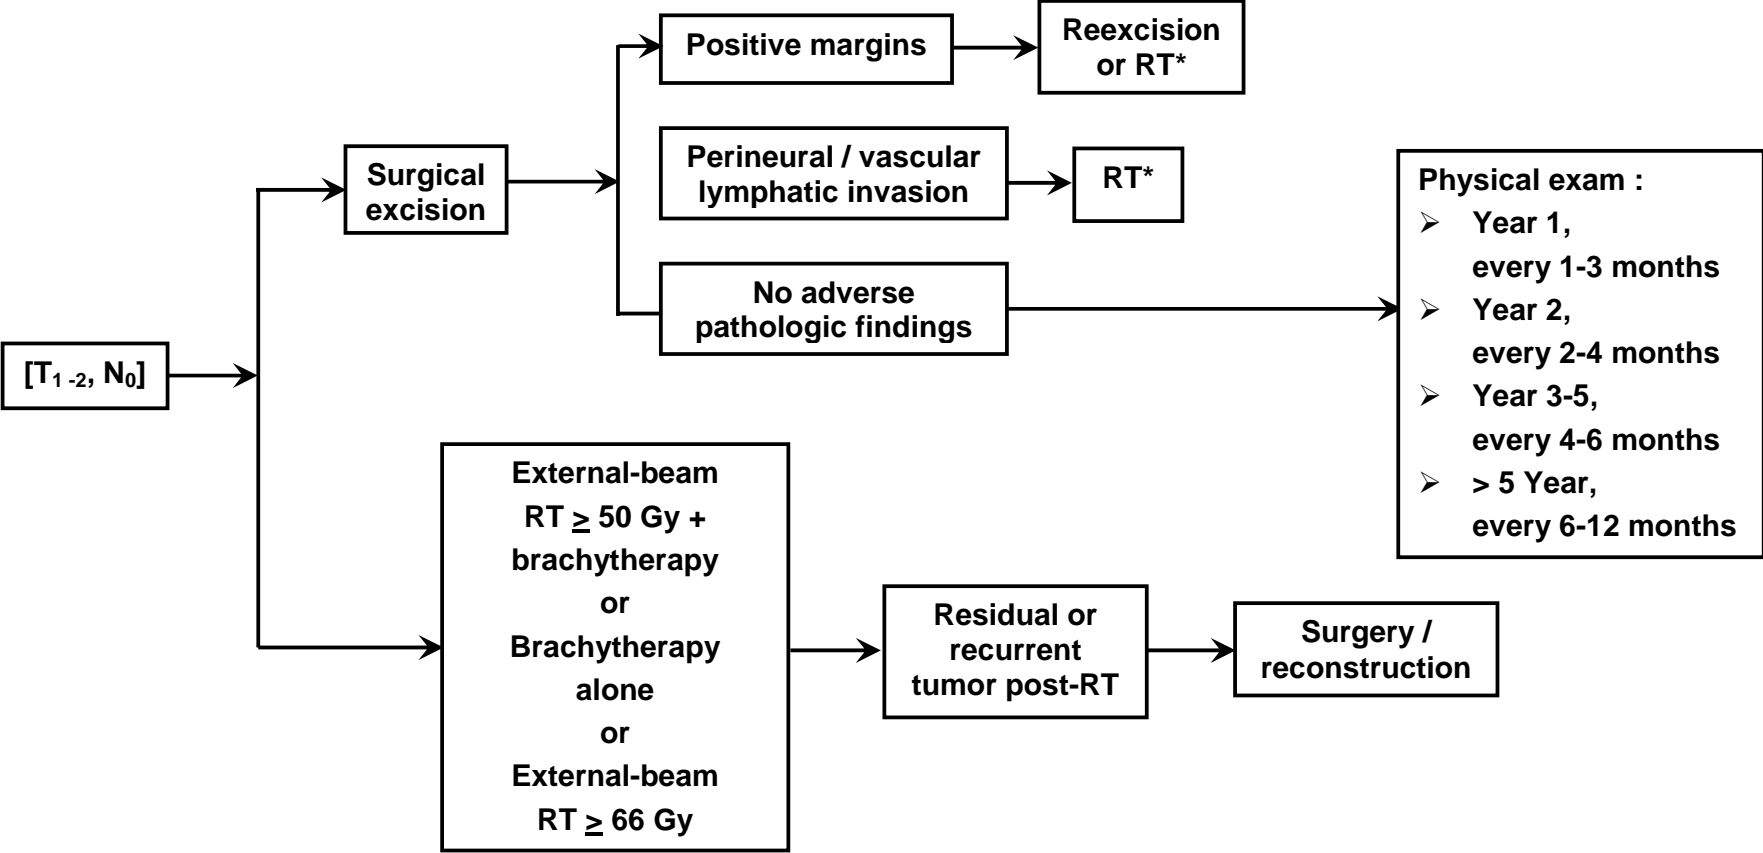 [T1 -2, N0]
Surgical
excision
Positive margins
Reexcision
or RT*
Perineural / vascular
lymphatic invasion
RT*
No adverse
pathologic findings
Physical exam :
➢ Year 1,
every 1-3 months
➢ Year 2,
every 2-4 months
➢ Year 3-5,
every 4-6 months
➢ > 5 Year,
every 6-12 months
External-beam
RT ≥ 50 Gy +
brachytherapy
or
Brachytherapy
alone
or
External-beam
RT ≥ 66 Gy
Residual or
recurrent
tumor post-RT
Surgery /
reconstruction